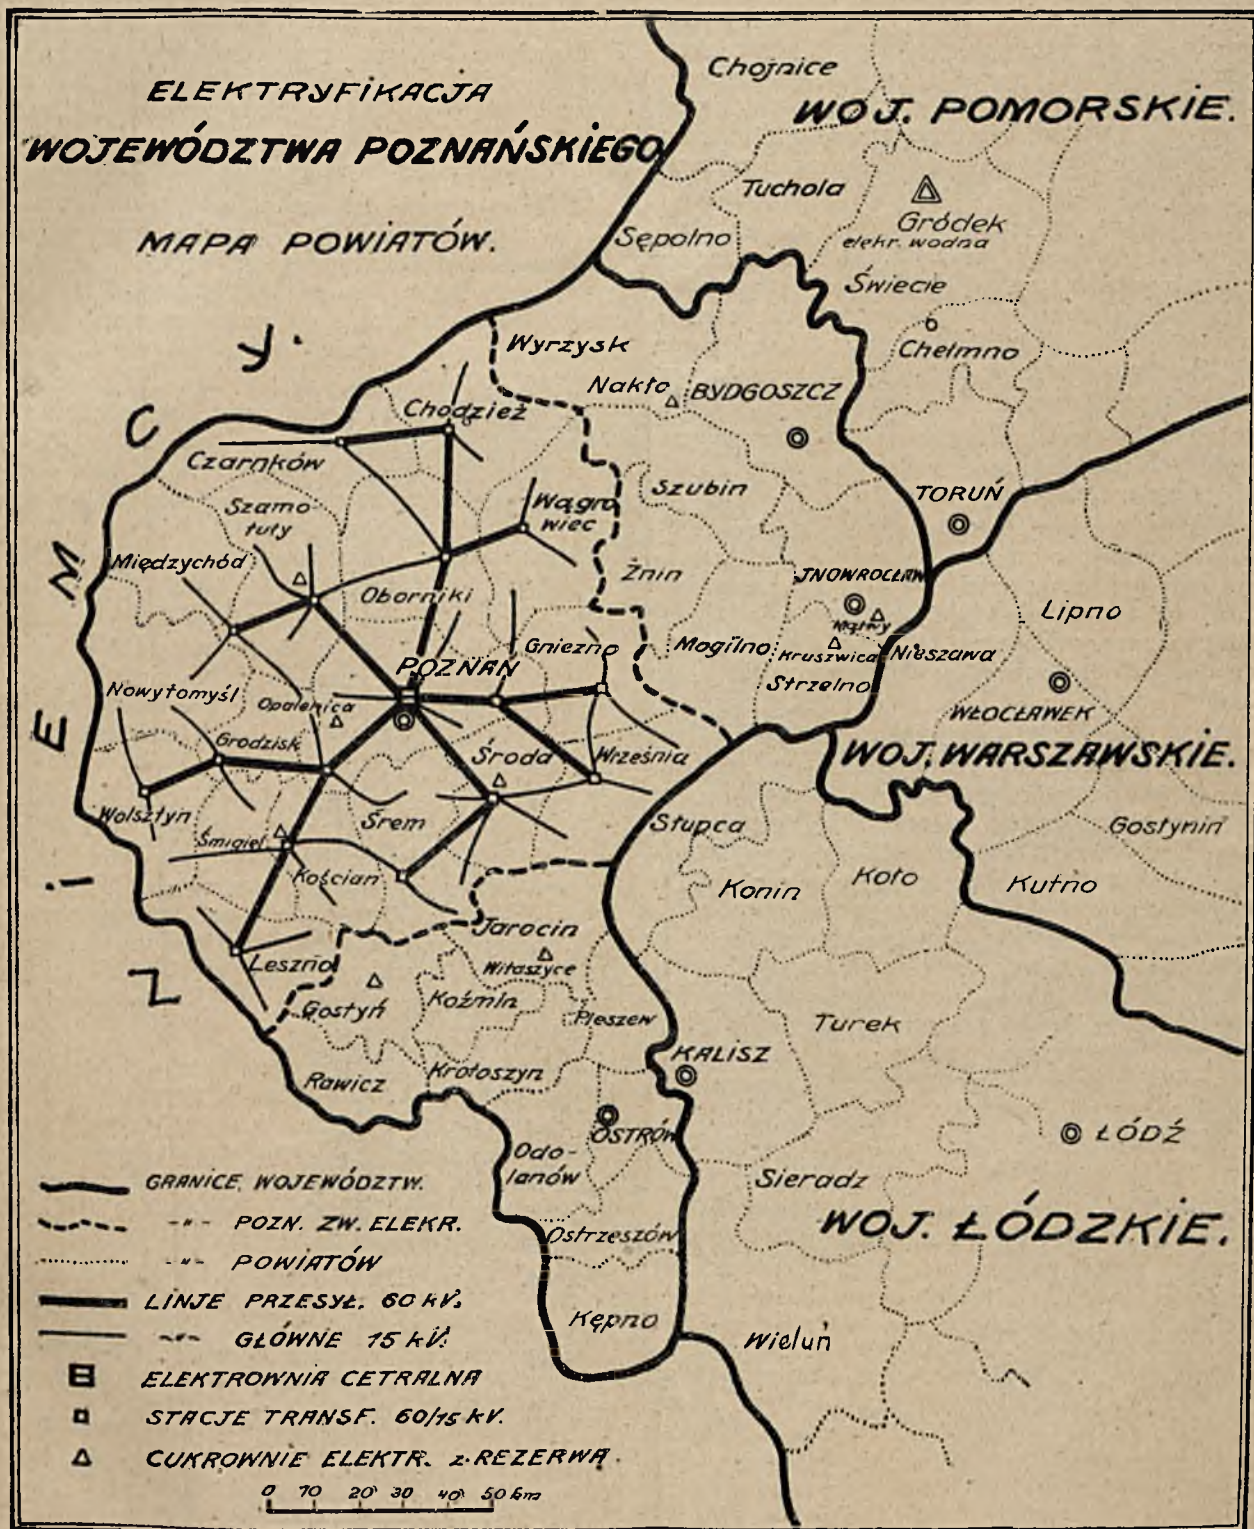 ELEKTRYFIKACJA
WOJEWÓDZTWA POZNAŃSKIEGO
MAPA POWIATÓW.
Chojnice
WOJ. POMORSKIE.
Tuchola
Gródek
elekr. wodna
Sępolno
Świecie
Chełmno
Wyrzysk
Nakło
BYDGOSZCZ
Chodzież
Czarnków
Szubin
TORUŃ
Wągro
wiec
Szamo
tuły
Międzychód
Oborniki
Żnin
JNOWROCŁAW
Mątwy
Lipno
Gniezno
Mogilno
Kruszwica
Nieszawa
Strzelno
POZNAŃ
Nowytomyśl
Opalenica
WŁOCŁAWEK
WOJ. WARSZAWSKIE.
Grodzisk
Środa
Września
Wolsztyn
Śmigiel
Śrem
Słupca
Gostynin
Kościan
Konin
Koło
Kutno
Jarocin
Leszno
Witaszyce
Gostyń
Koźmin
Pleszew
Turek
KALISZ
Rawicz
Krotoszyn
OSTRÓW
ŁÓDŹ
Odo-
lanów
Sieradz
WOJ. ŁÓDZKIE.
Ostrzeszów
Kępno
Wieluń
N i E M C Y.
GRANICE WOJEWÓDZTW.
-"- POZN. ZW. ELEKR.
-"- POWIATÓW
LINJE PRZESYŁ. 60 kV.
-"- GŁÓWNE 15 kV.
ELEKTROWNIA CETRALNA
STACJE TRANSF. 60/15 kV.
CUKROWNIE ELEKTR. z REZERWĄ.
0 10 20 30 40 50 km